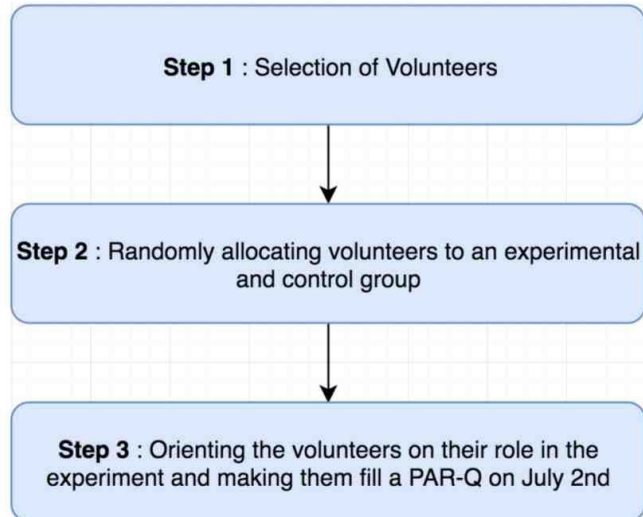 Step 1 : Selection of Volunteers
Step 2 : Randomly allocating volunteers to an experimental
and control group
Step 3 : Orienting the volunteers on their role in the
experiment and making them fill a PAR-Q on July 2nd